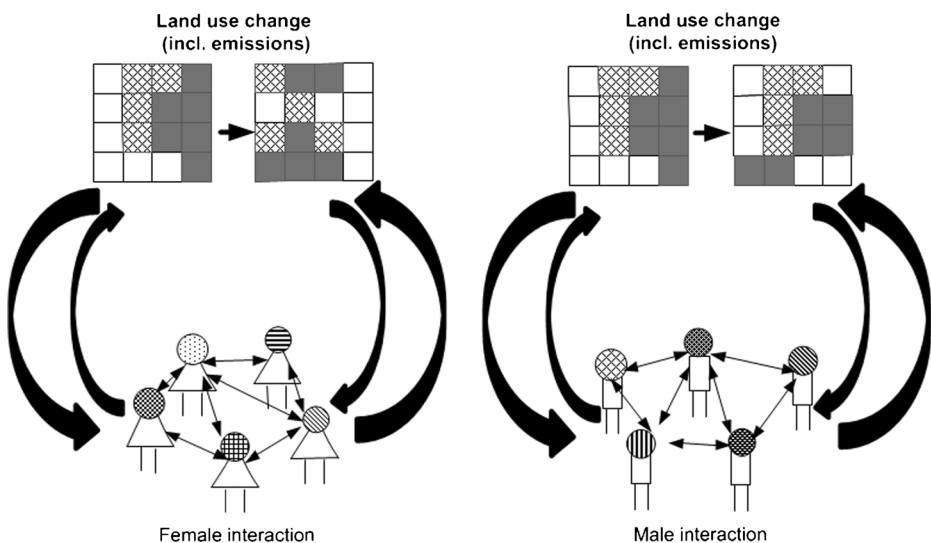 Land use change
(incl. emissions)
Land use change
(incl. emissions)
Female interaction
Male interaction